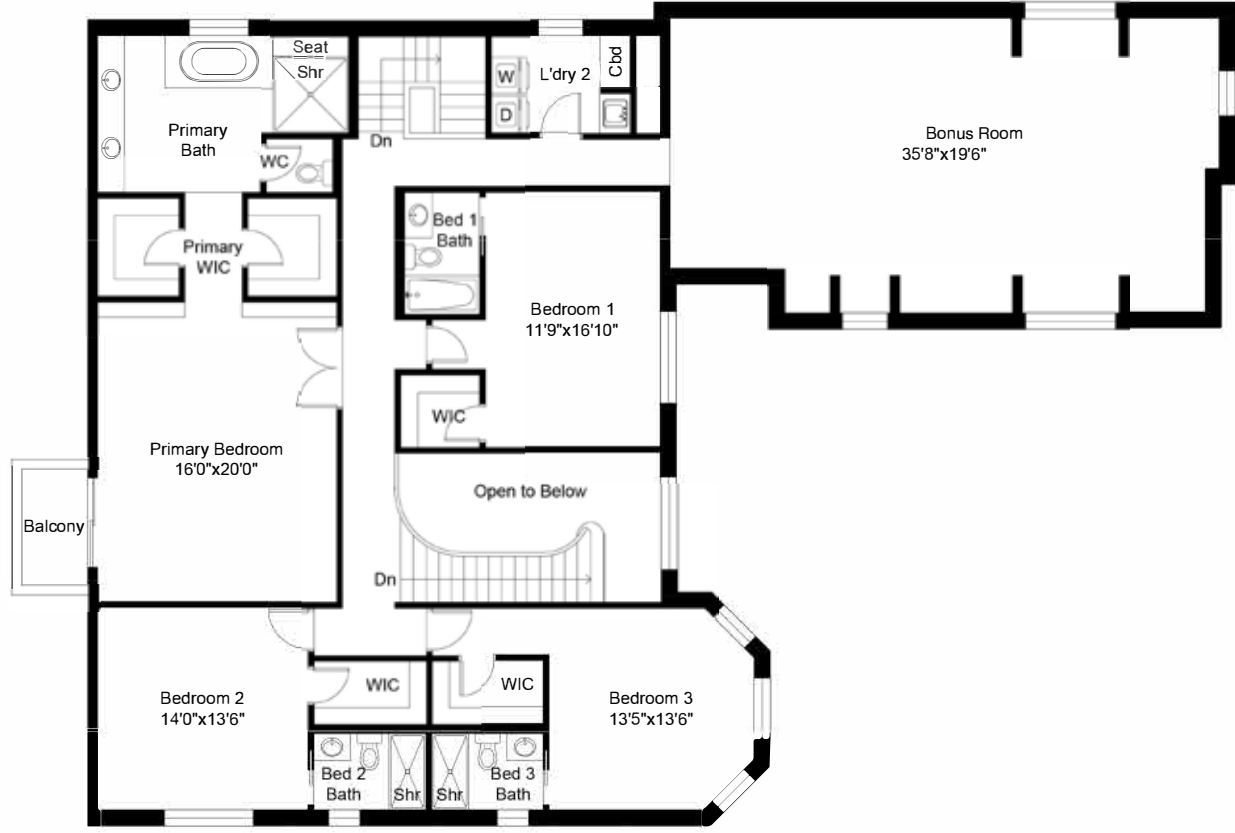 Seat
Shr
W
D
L'dry 2
Cbd
Primary
Bath
WC
Dn
Bonus Room
35'8"x19'6"
Primary
WIC
Bed 1
Bath
Bedroom 1
11'9"x16'10"
WIC
Primary Bedroom
16'0"x20'0"
Balcony
Open to Below
Dn
Bedroom 2
14'0"x13'6"
WIC
WIC
Bedroom 3
13'5"x13'6"
Bed 2
Bath
Shr
Shr
Bed 3
Bath